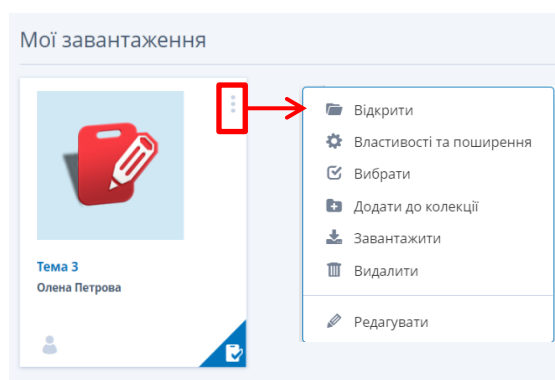 Мої завантаження
Тема 3
Олена Петрова
Відкрити
Властивості та поширення
Вибрати
Додати до колекції
Завантажити
Видалити
Редагувати